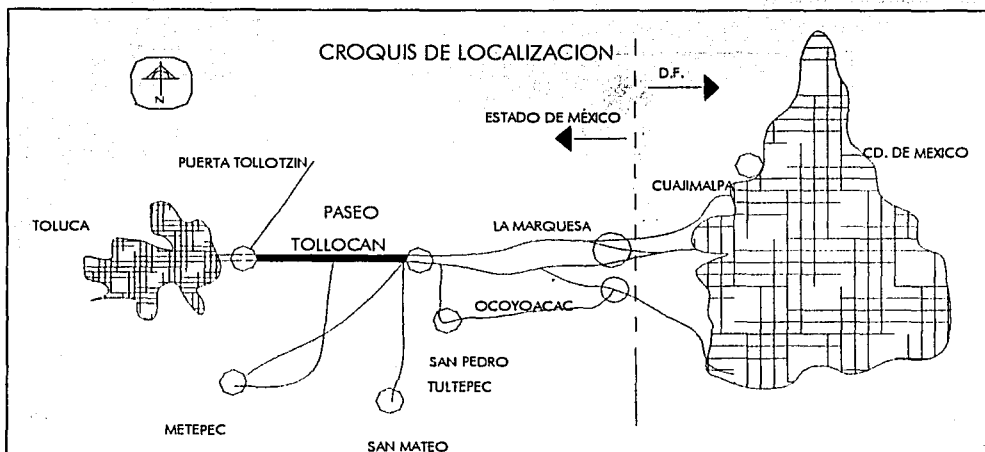 CROQUIS DE LOCALIZACION
N
D.F.
ESTADO DE MÉXICO
PUERTA TOLLOTZIN
CD. DE MEXICO
CUAJIMALPA
PASEO
TOLLOCAN
TOLUCA
LA MARQUESA
OCOYOACAC
SAN PEDRO
TULTEPEC
METEPEC
SAN MATEO